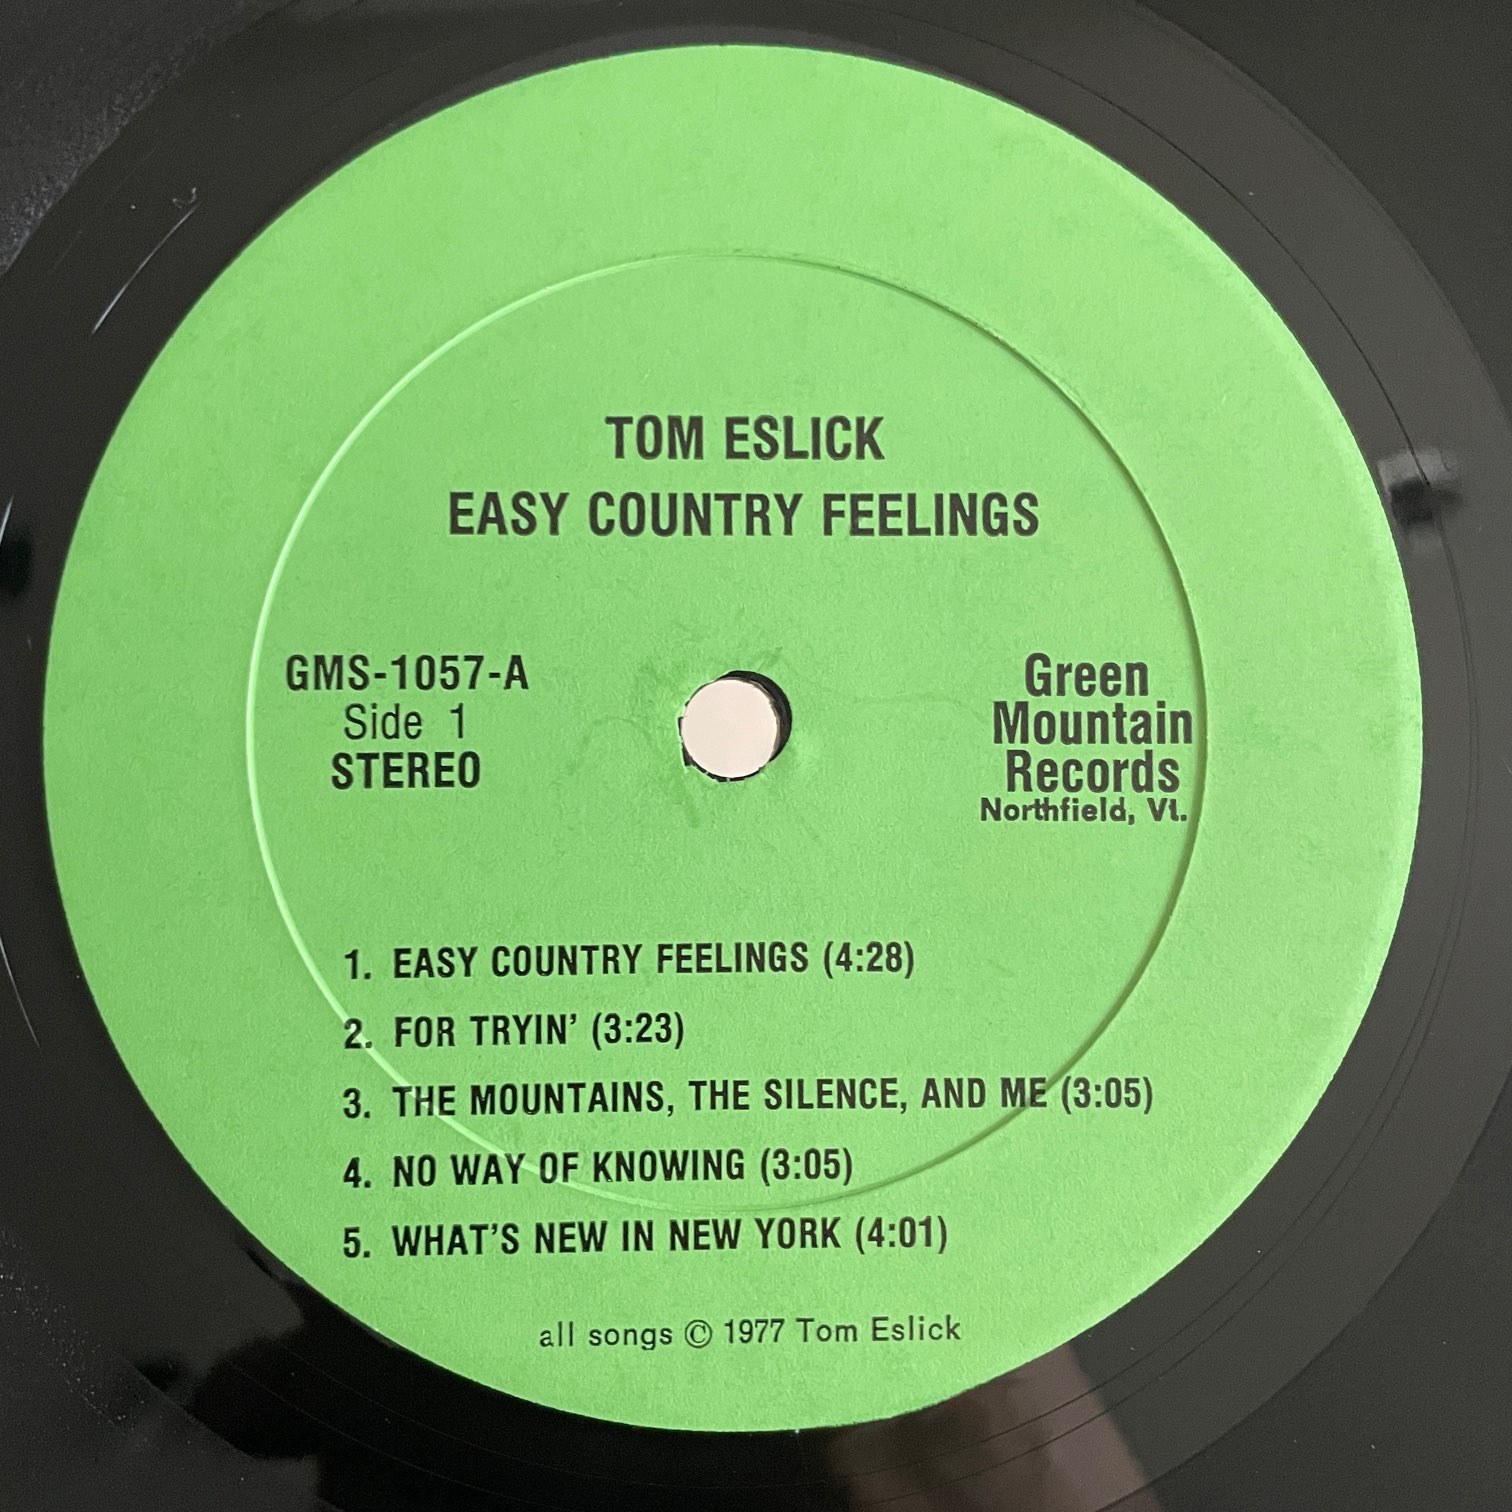 TOM ESLICK
EASY COUNTRY FEELINGS
GMS-1057-A
Side 1
STEREO
Green
Mountain
Records
Northfield, Vt.
1. EASY COUNTRY FEELINGS (4:28)
2. FOR TRYIN' (3:23)
3. THE MOUNTAINS, THE SILENCE, AND ME (3:05)
4. NO WAY OF KNOWING (3:05)
5. WHAT'S NEW IN NEW YORK (4:01)
all songs © 1977 Tom Eslick